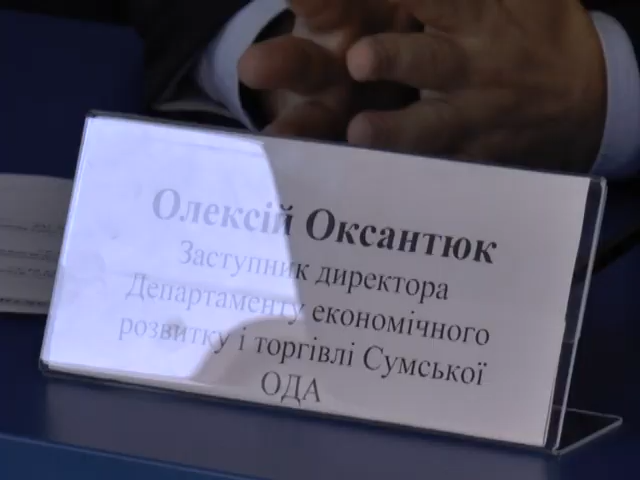 Олексій Оксантюк
Заступник директора
Департаменту економічного
розвитку і торгівлі Сумської
ОДА